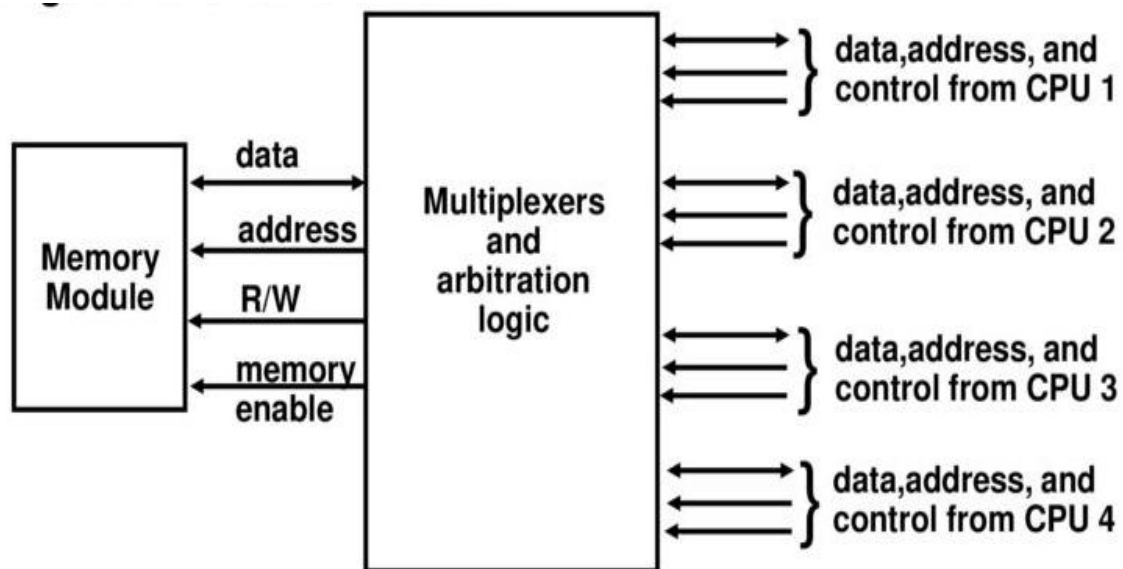 data,address, and
control from CPU 1
data
address
R/W
memory
enable
Memory
Module
Multiplexers
and
arbitration
logic
data,address, and
control from CPU 2
data,address, and
control from CPU 3
data,address, and
control from CPU 4